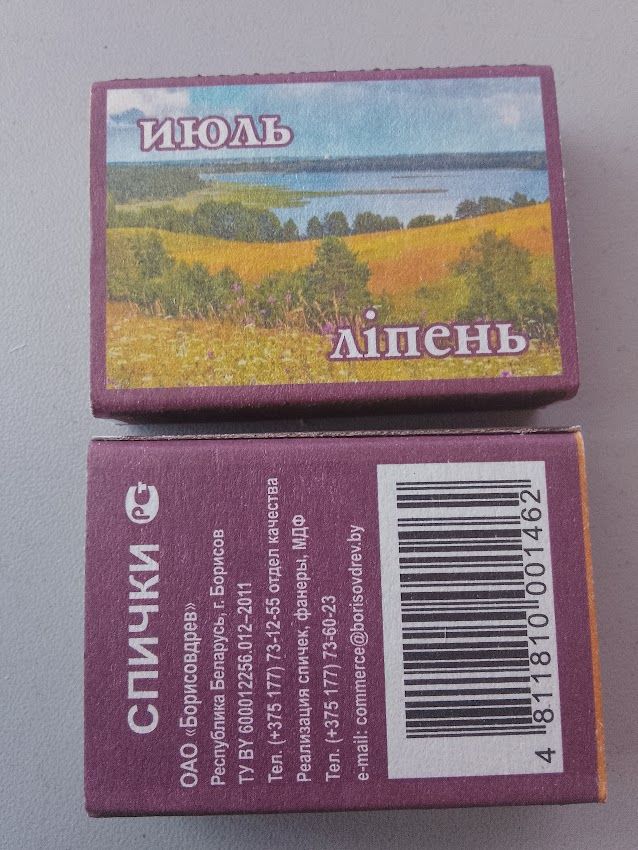 июль
ліпень
СПИЧКИ РСТ
ОАО «Борисовдрев»
Республика Беларусь, г. Борисов
ТУ BY 600012256.012–2011
Тел. (+375 177) 73-12-55 отдел качества
Реализация спичек, фанеры, МДФ
Тел. (+375 177) 73-60-23
e-mail: commerce@borisovdrev.by
4 811810 001462